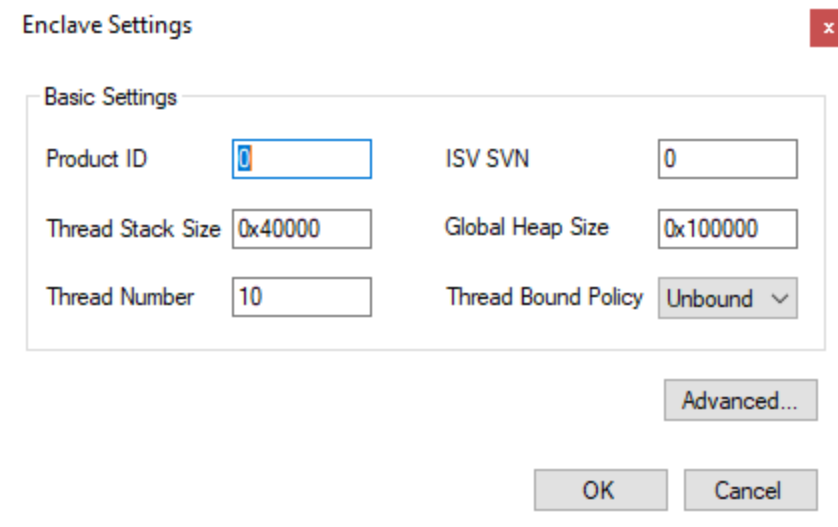 Enclave Settings
x
Basic Settings
Product ID 0 ISV SVN 0
Thread Stack Size 0x40000 Global Heap Size 0x100000
Thread Number 10 Thread Bound Policy Unbound
Advanced...
OK Cancel